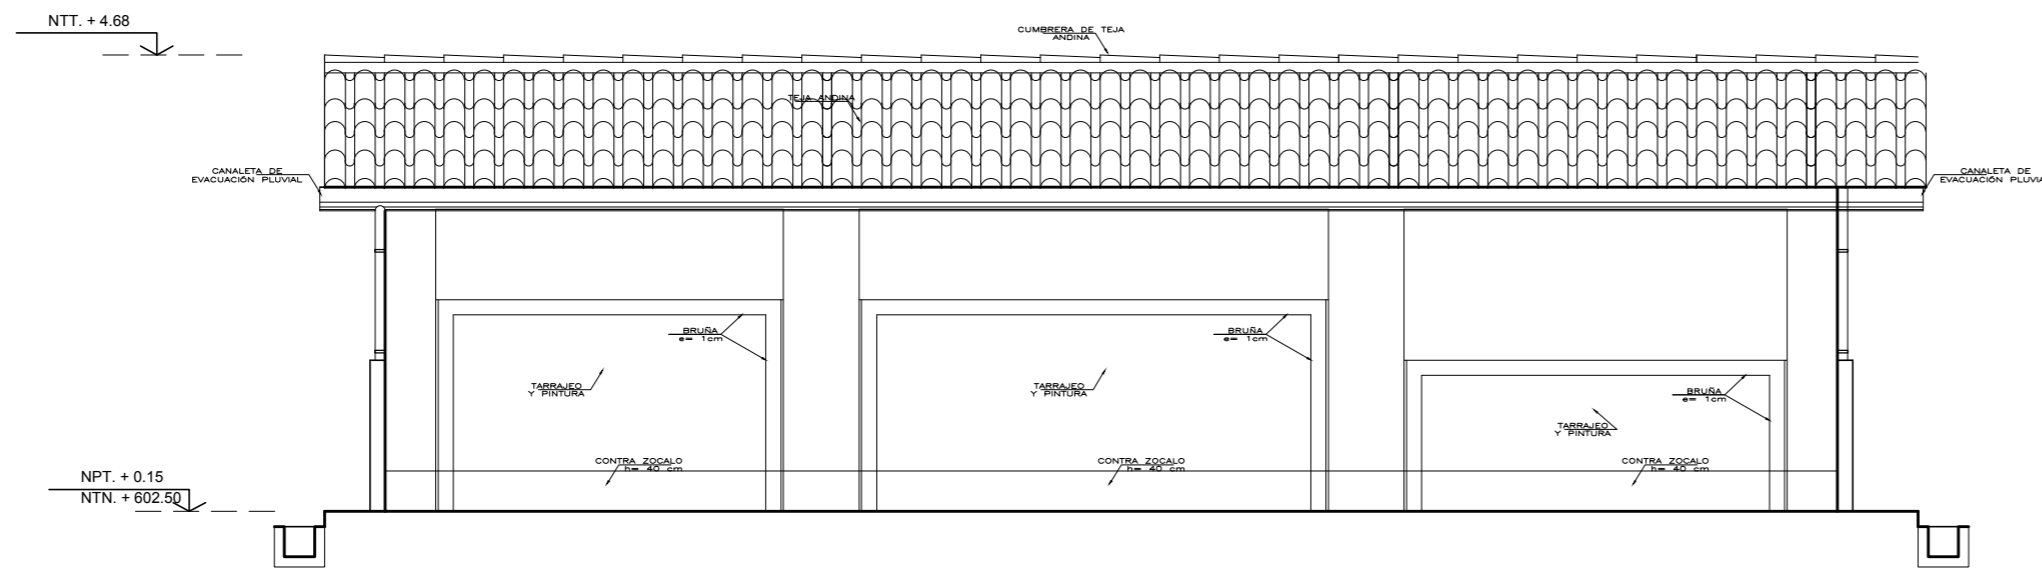 NTT. + 4.68
CUMBRERA DE TEJA
ANDINA
TEJA ANDINA
CANALETA DE
EVACUACIÓN PLUVIAL
CANALETA DE
EVACUACIÓN PLUVIA
BRUÑA
e= 1cm
BRUÑA
e= 1cm
TARRAJEO
Y PINTURA
TARRAJEO
Y PINTURA
BRUÑA
e= 1cm
TARRAJEO
Y PINTURA
CONTRA ZOCALO
h= 40 cm
CONTRA ZOCALO
h= 40 cm
CONTRA ZOCALO
h= 40 cm
NPT. + 0.15
NTN. + 602.50